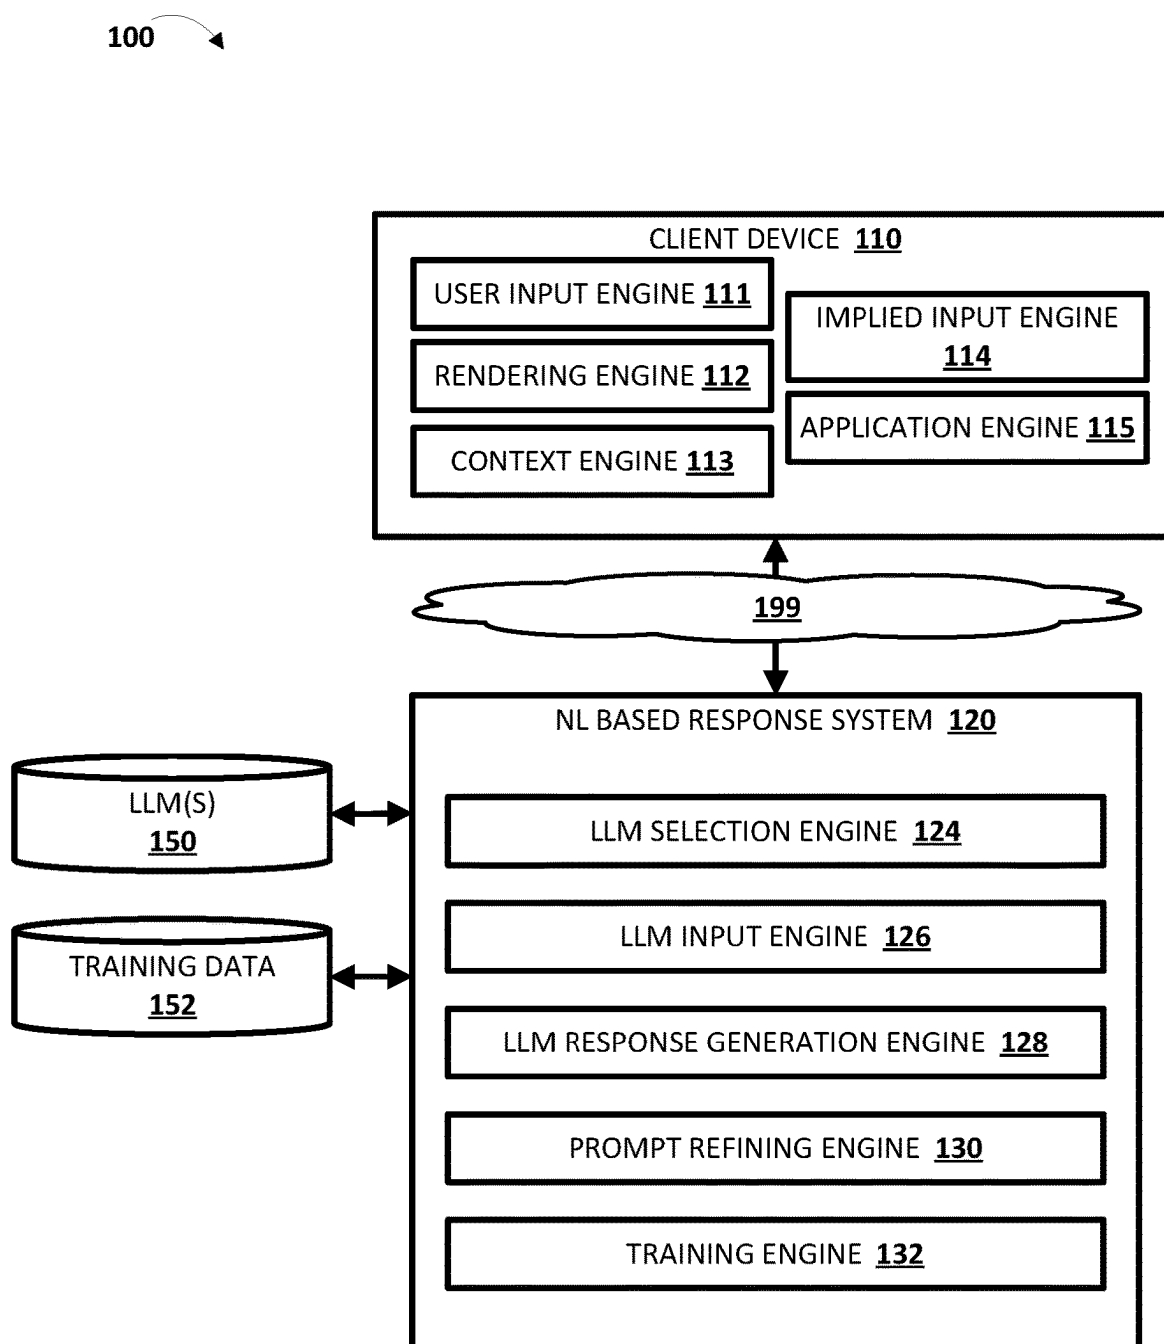 100
CLIENT DEVICE 110
USER INPUT ENGINE 111
RENDERING ENGINE 112
CONTEXT ENGINE 113
IMPLIED INPUT ENGINE
114
APPLICATION ENGINE 115
199
NL BASED RESPONSE SYSTEM 120
LLM(S)
150
TRAINING DATA
152
LLM SELECTION ENGINE 124
LLM INPUT ENGINE 126
LLM RESPONSE GENERATION ENGINE 128
PROMPT REFINING ENGINE 130
TRAINING ENGINE 132